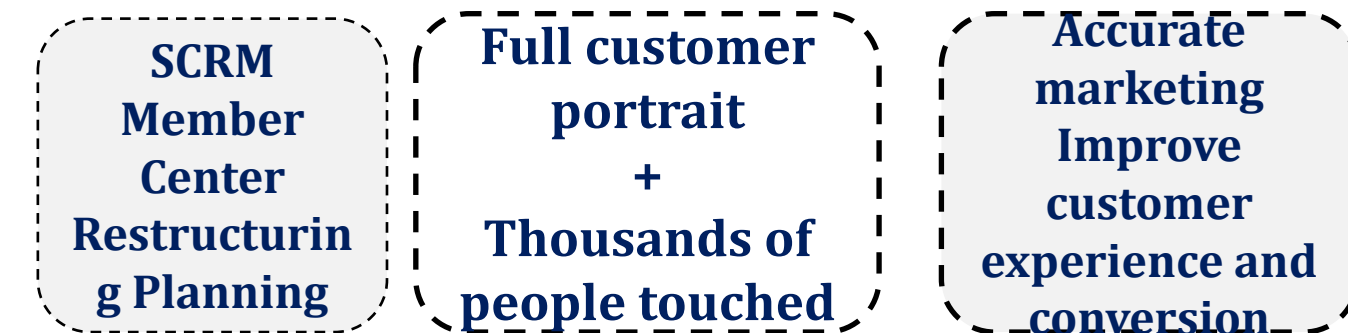 SCRM
Member
Center
Restructurin
g Planning
Full customer
portrait
+
Thousands of
people touched
Accurate
marketing
Improve
customer
experience and
conversion